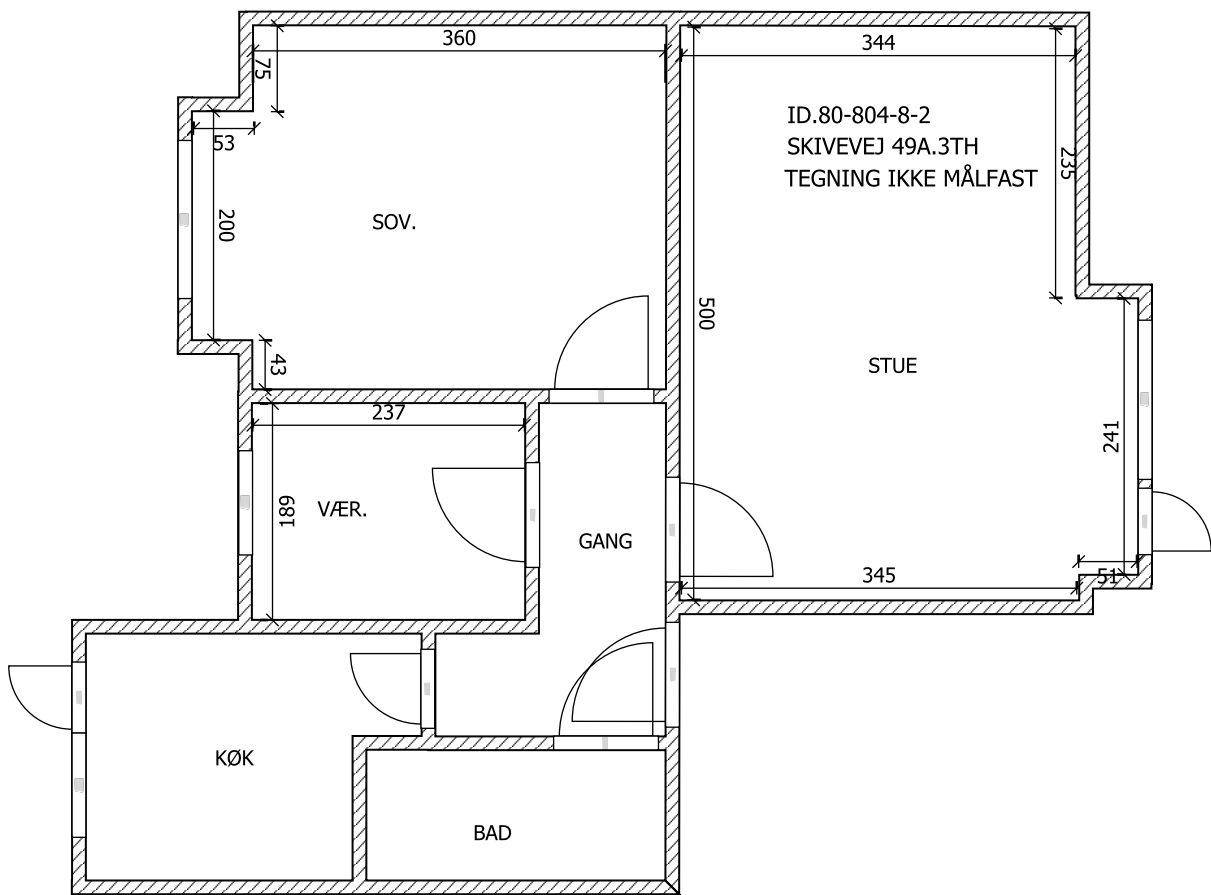 360
344
75
ID.80-804-8-2
SKIVEVEJ 49A.3TH
TEGNING IKKE MÅLFAST
53
235
200
SOV.
500
43
STUE
237
241
189
VÆR.
GANG
345
51
KØK
BAD